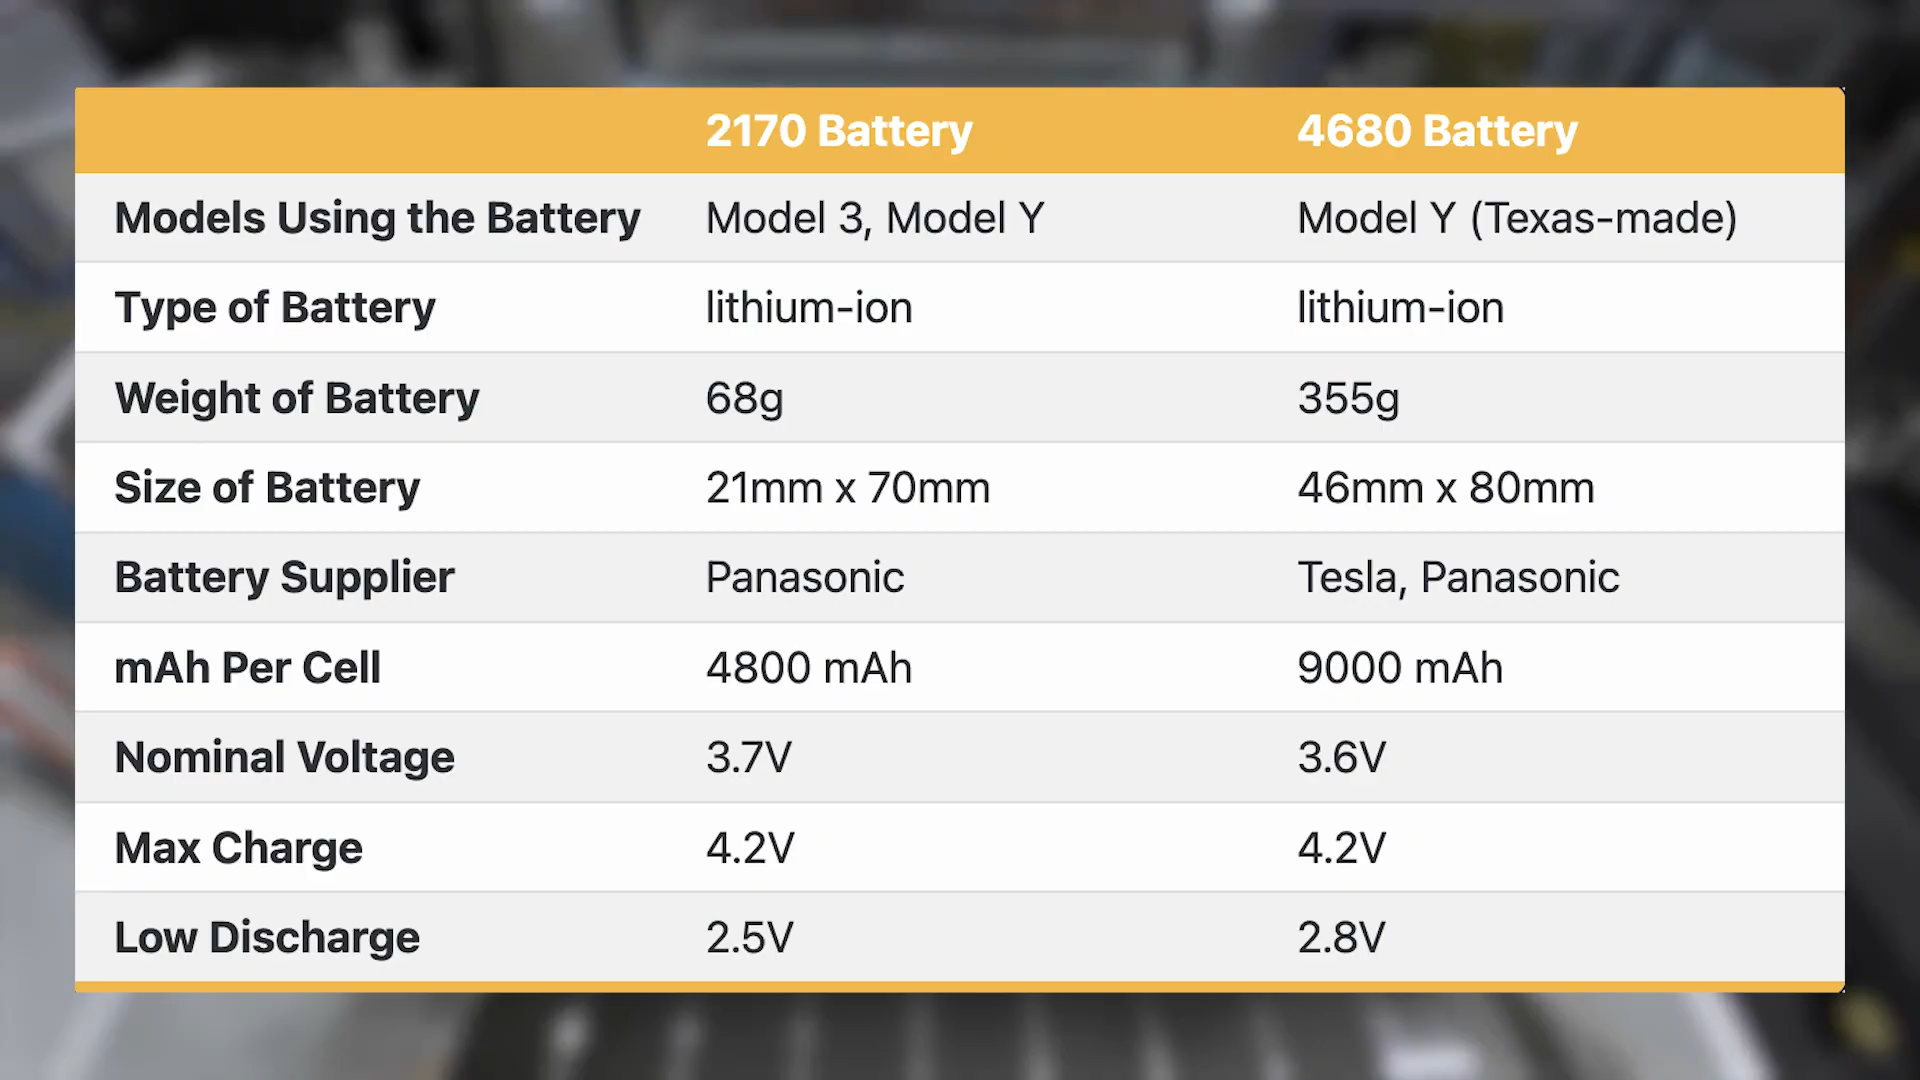 2170 Battery 4680 Battery
Models Using the Battery Model 3, Model Y Model Y (Texas-made)
Type of Battery lithium-ion lithium-ion
Weight of Battery 68g 355g
Size of Battery 21mm x 70mm 46mm x 80mm
Battery Supplier Panasonic Tesla, Panasonic
mAh Per Cell 4800 mAh 9000 mAh
Nominal Voltage 3.7V 3.6V
Max Charge 4.2V 4.2V
Low Discharge 2.5V 2.8V